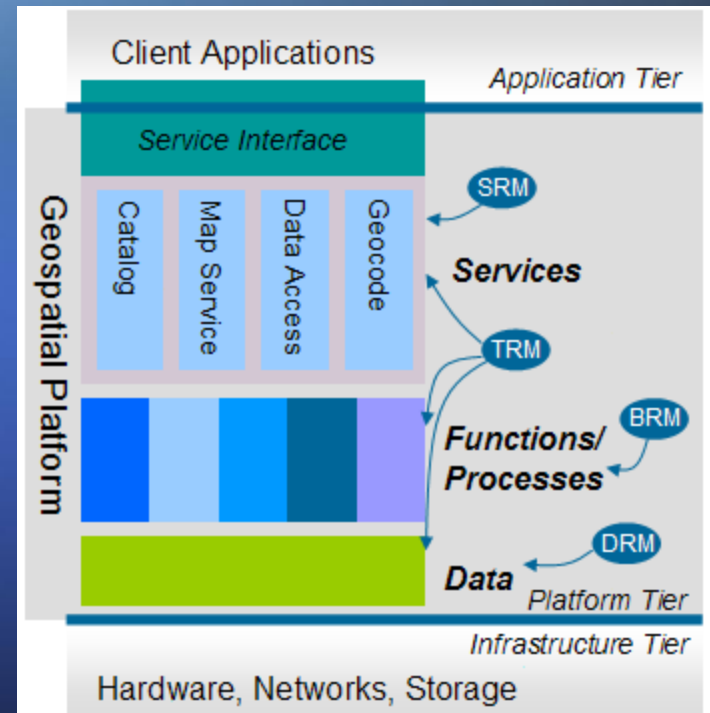 Client Applications
Application Tier
Service Interface
Geospatial Platform
Catalog
Map Service
Data Access
Geocode
SRM
Services
TRM
Functions/
Processes
BRM
DRM
Data
Platform Tier
Infrastructure Tier
Hardware, Networks, Storage